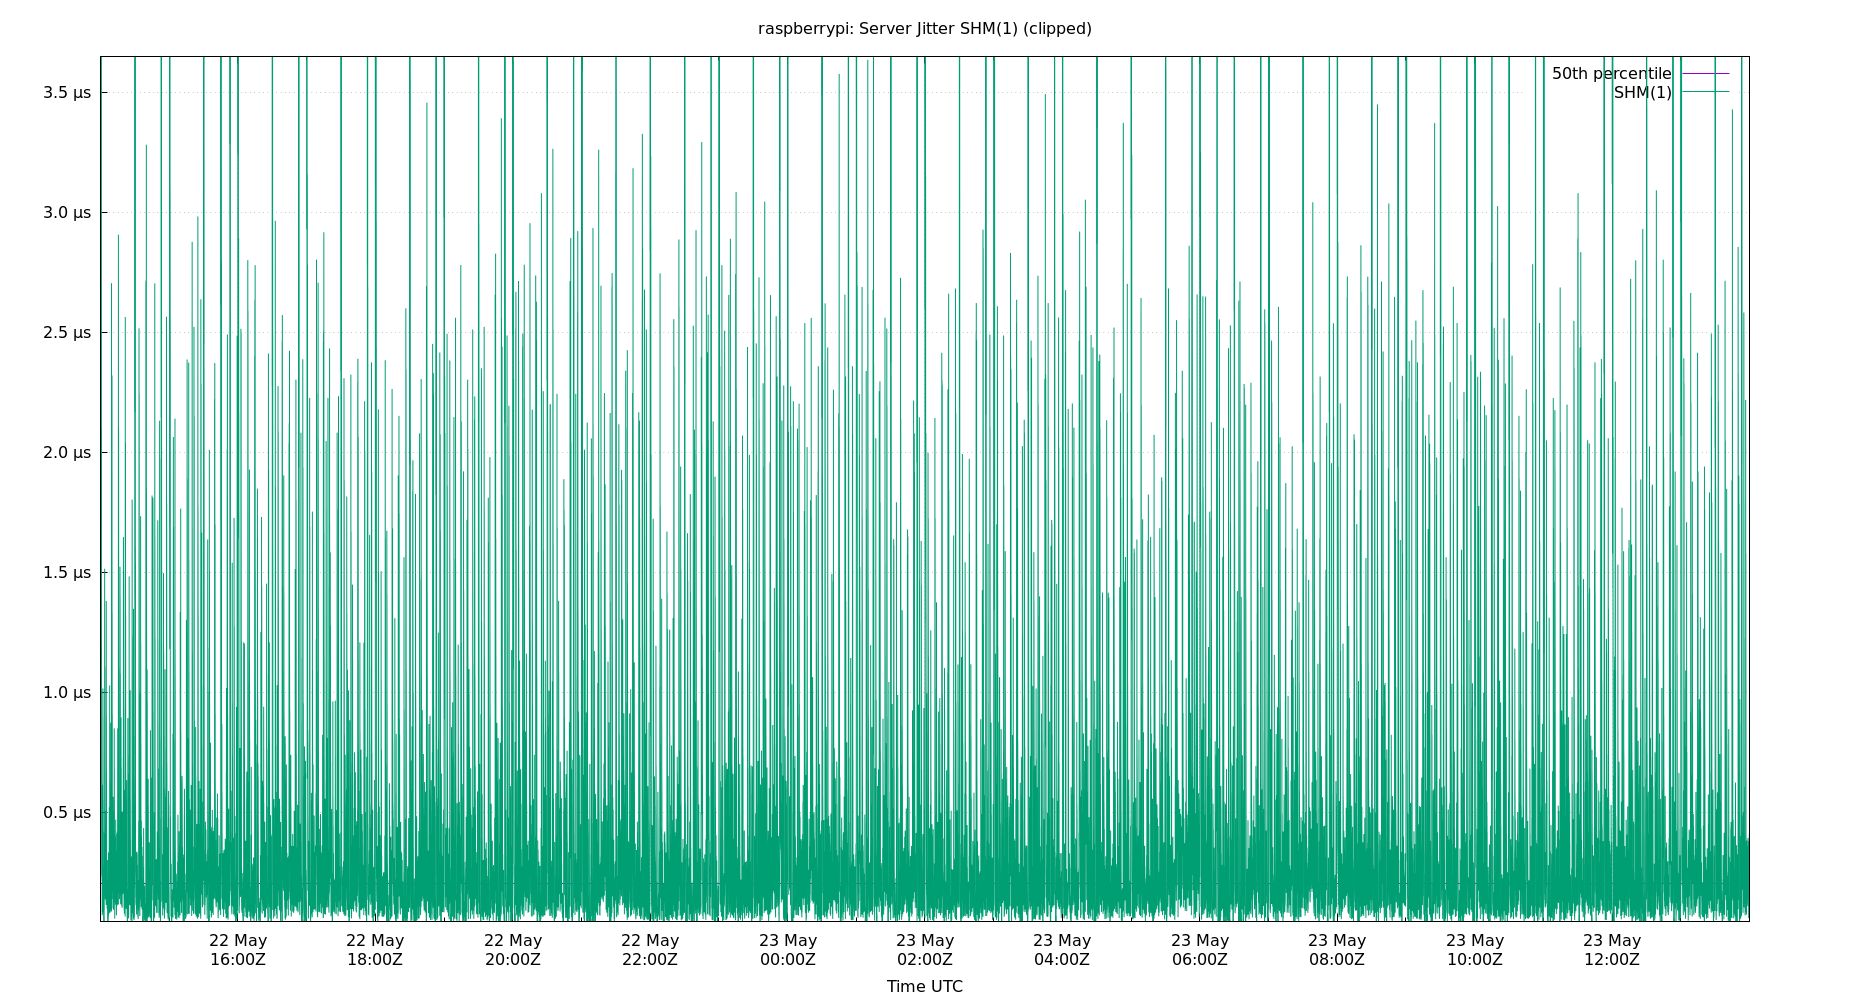 raspberrypi: Server Jitter SHM(1) (clipped)
50th percentile
SHM(1)
3.5 µs
3.0 µs
2.5 µs
2.0 µs
1.5 µs
1.0 µs
0.5 µs
22 May 22 May 22 May 22 May 23 May 23 May 23 May 23 May 23 May 23 May 23 May
16:00Z 18:00Z 20:00Z 22:00Z 00:00Z 02:00Z 04:00Z 06:00Z 08:00Z 10:00Z 12:00Z
Time UTC